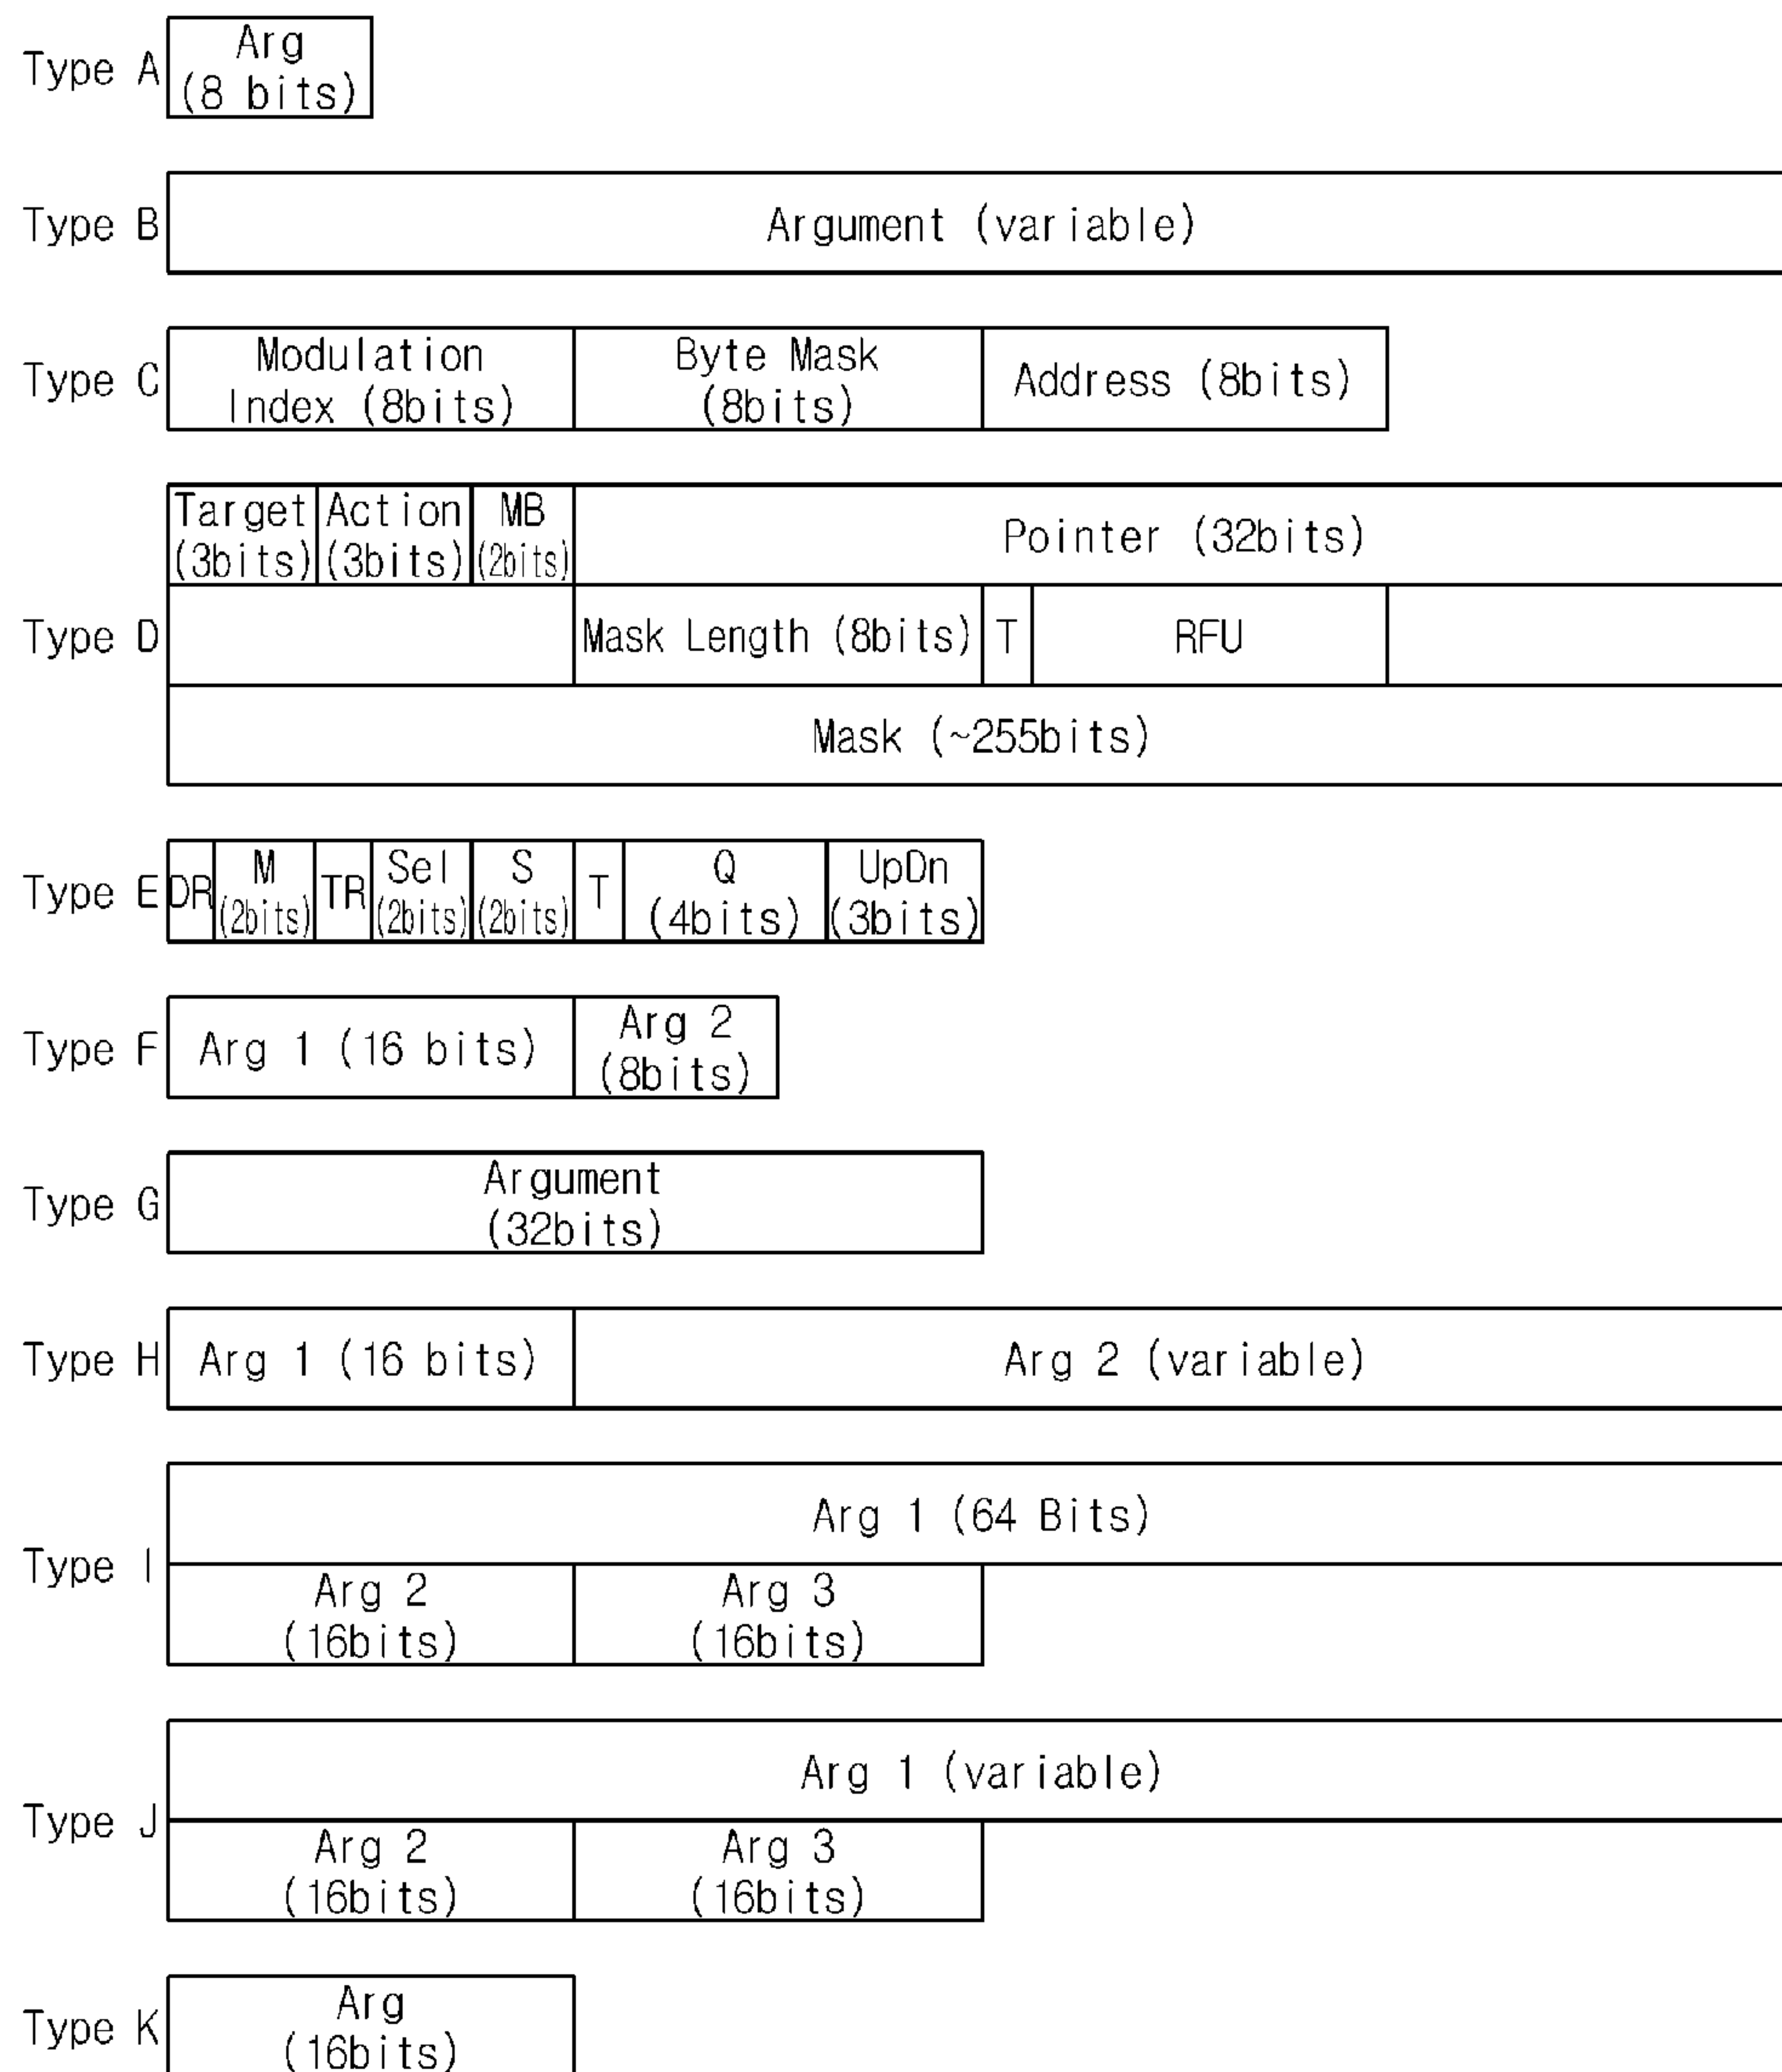 Type A
Arg
(8 bits)
Type B
Argument (variable)
Type C
Modulation
Index (8bits)
Byte Mask
(8bits)
Address (8bits)
Type D
Target
(3bits)
Action
(3bits)
MB
(2bits)
Pointer (32bits)
Mask Length (8bits)
T
RFU
Mask (~255bits)
Type E
DR
M
(2bits)
TR
Sel
(2bits)
S
(2bits)
T
Q
(4bits)
UpDn
(3bits)
Type F
Arg 1 (16 bits)
Arg 2
(8bits)
Type G
Argument
(32bits)
Type H
Arg 1 (16 bits)
Arg 2 (variable)
Type I
Arg 1 (64 Bits)
Arg 2
(16bits)
Arg 3
(16bits)
Type J
Arg 1 (variable)
Arg 2
(16bits)
Arg 3
(16bits)
Type K
Arg
(16bits)